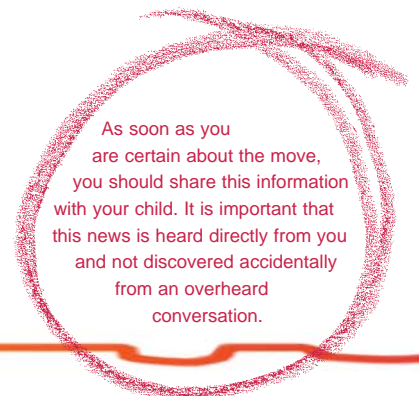 As soon as you
are certain about the move,
you should share this information
with your child. It is important that
this news is heard directly from you
and not discovered accidentally
from an overheard
conversation.